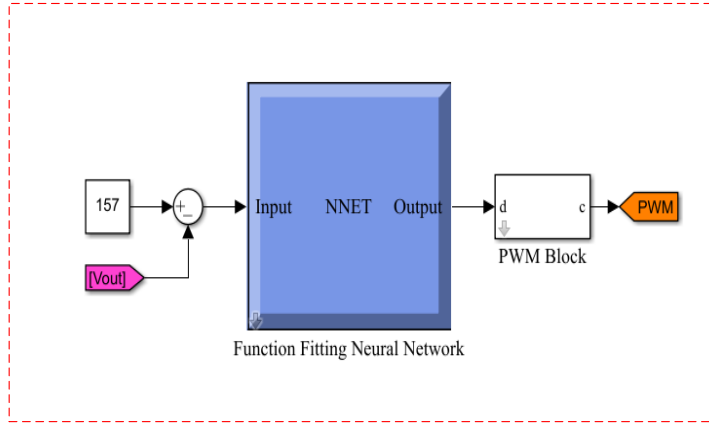 157
+
_
[Vout]
Input NNET Output
Function Fitting Neural Network
d c
PWM Block
PWM